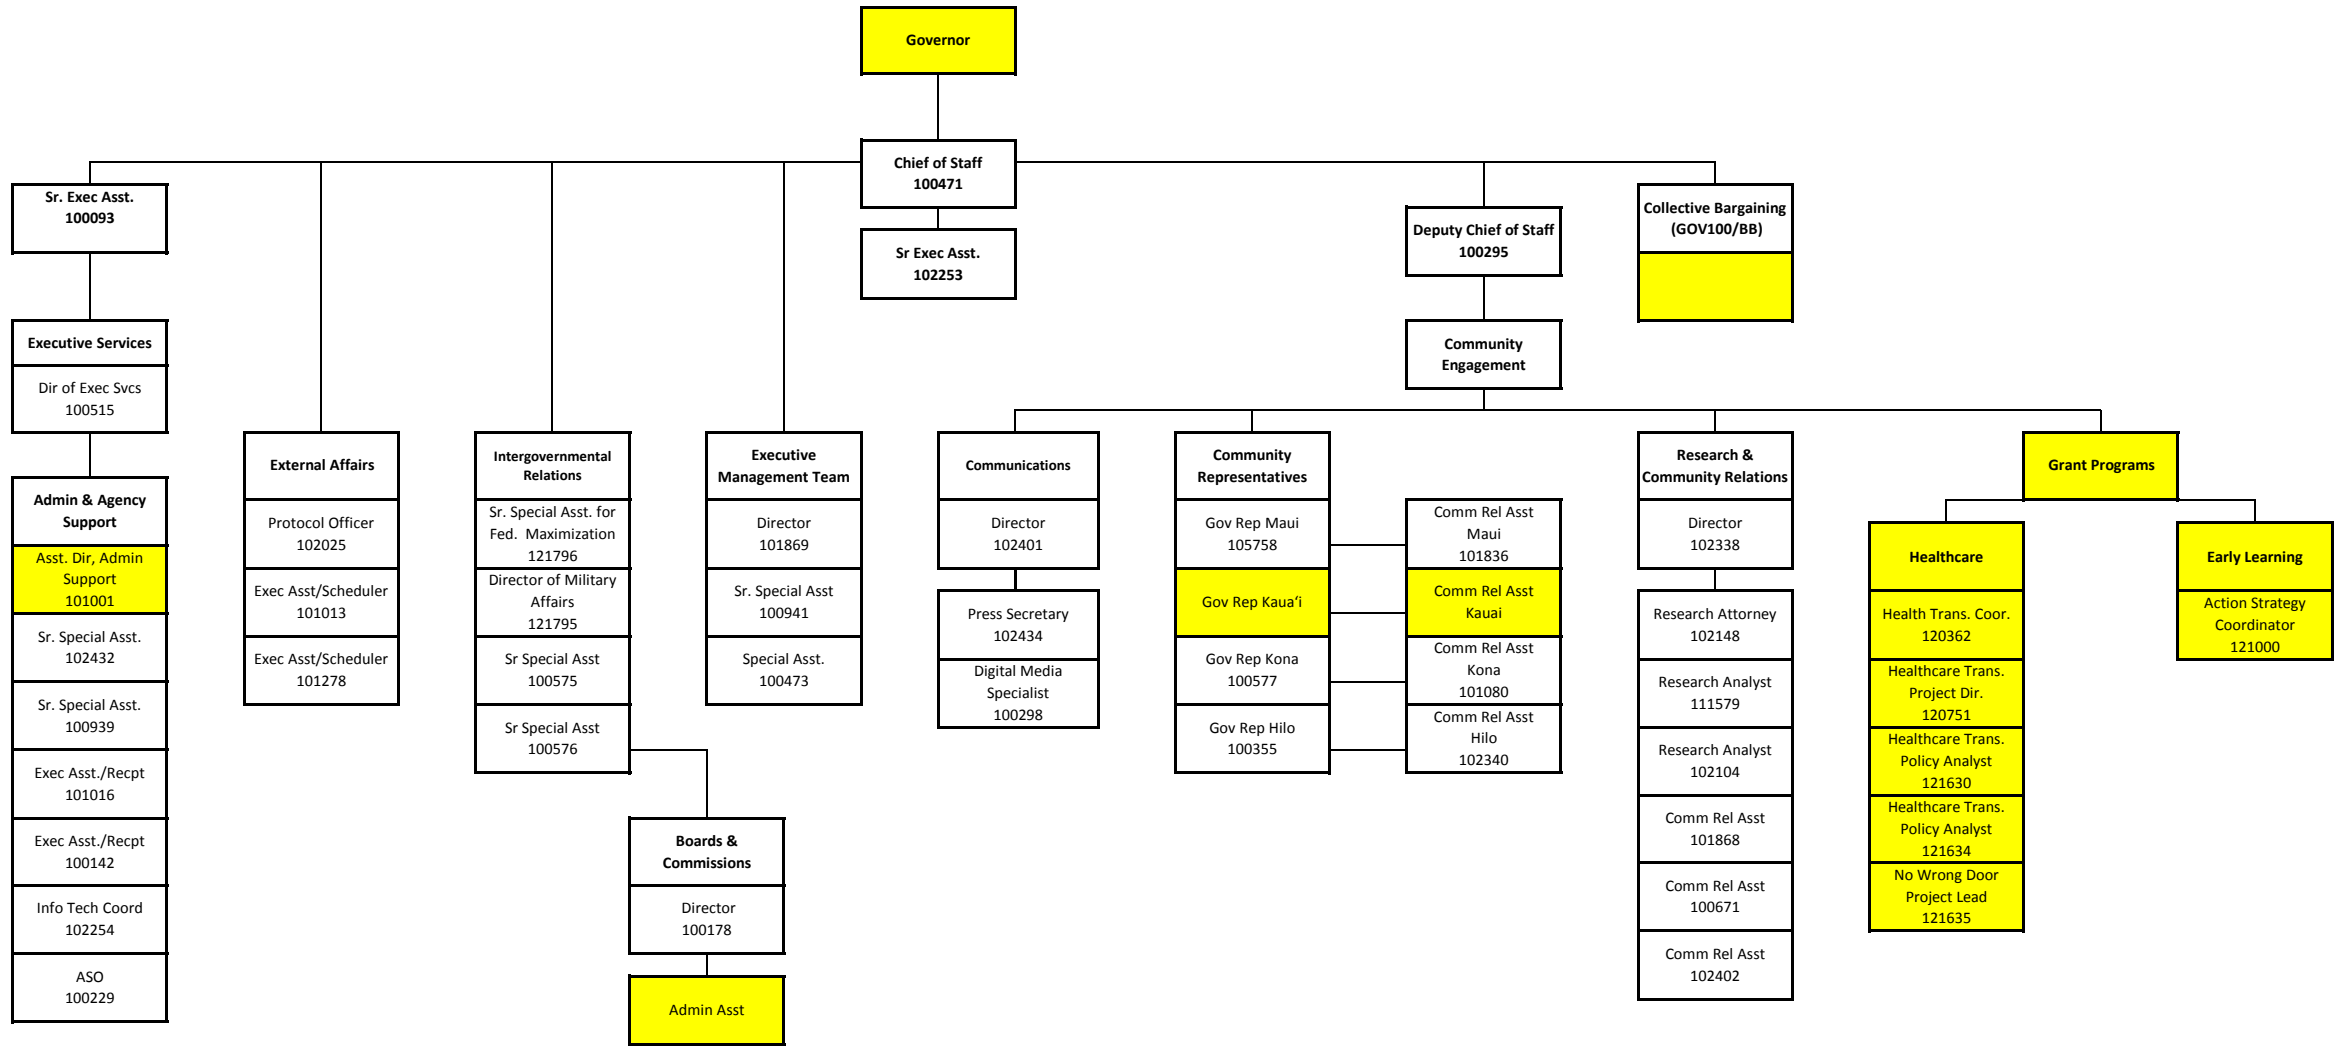 Governor
Chief of Staff
100471
Sr Exec Asst.
102253
Sr. Exec Asst.
100093
Executive Services
Dir of Exec Svcs
100515
Admin & Agency
Support
Asst. Dir, Admin
Support
101001
Sr. Special Asst.
102432
Sr. Special Asst.
100939
Exec Asst./Recpt
101016
Exec Asst./Recpt
100142
Info Tech Coord
102254
ASO
100229
External Affairs
Protocol Officer
102025
Exec Asst/Scheduler
101013
Exec Asst/Scheduler
101278
Intergovernmental
Relations
Sr. Special Asst. for
Fed. Maximization
121796
Director of Military
Affairs
121795
Sr Special Asst
100575
Sr Special Asst
100576
Boards &
Commissions
Director
100178
Admin Asst
Executive
Management Team
Director
101869
Sr. Special Asst
100941
Special Asst.
100473
Deputy Chief of Staff
100295
Community
Engagement
Collective Bargaining
(GOV100/BB)
Communications
Director
102401
Press Secretary
102434
Digital Media
Specialist
100298
Community
Representatives
Gov Rep Maui
105758
Gov Rep Kauaʻi
Gov Rep Kona
100577
Gov Rep Hilo
100355
Comm Rel Asst
Maui
101836
Comm Rel Asst
Kauai
Comm Rel Asst
Kona
101080
Comm Rel Asst
Hilo
102340
Research &
Community Relations
Director
102338
Research Attorney
102148
Research Analyst
111579
Research Analyst
102104
Comm Rel Asst
101868
Comm Rel Asst
100671
Comm Rel Asst
102402
Grant Programs
Healthcare
Health Trans. Coor.
120362
Healthcare Trans.
Project Dir.
120751
Healthcare Trans.
Policy Analyst
121630
Healthcare Trans.
Policy Analyst
121634
No Wrong Door
Project Lead
121635
Early Learning
Action Strategy
Coordinator
121000